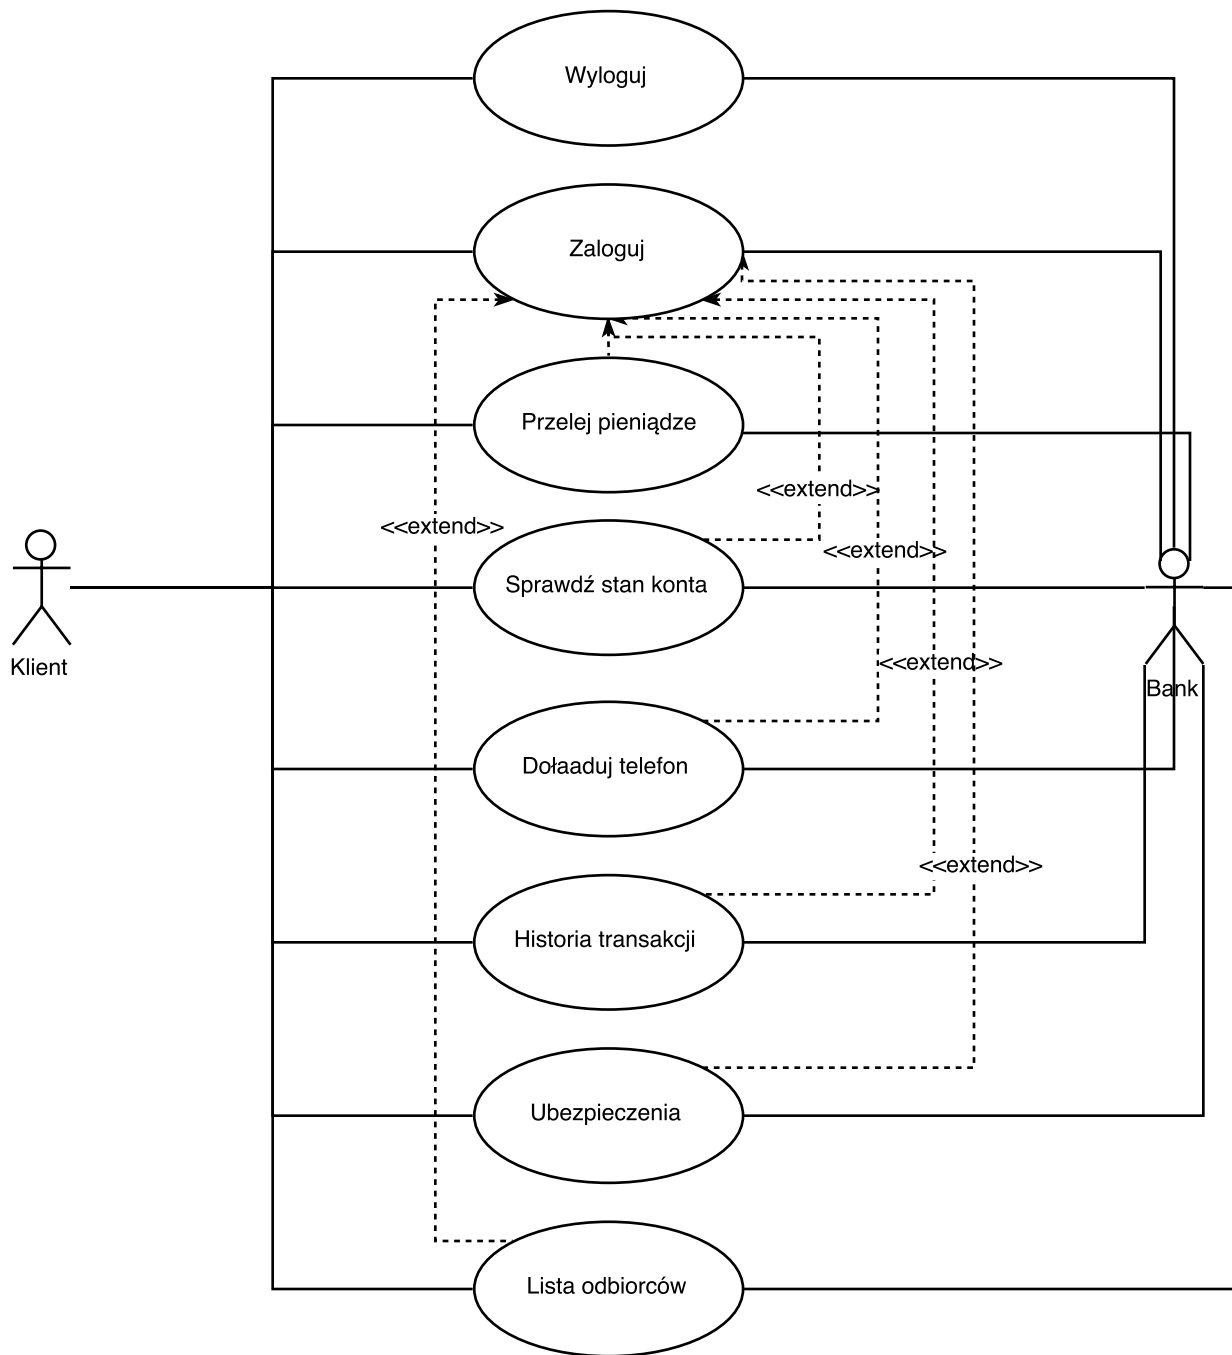 Wyloguj
Zaloguj
Przelej pieniądze
<<extend>>
<<extend>>
<<extend>>
Sprawdź stan konta
Klient
<<extend>>
Bank
Dołaaduj telefon
<<extend>>
Historia transakcji
Ubezpieczenia
Lista odbiorców